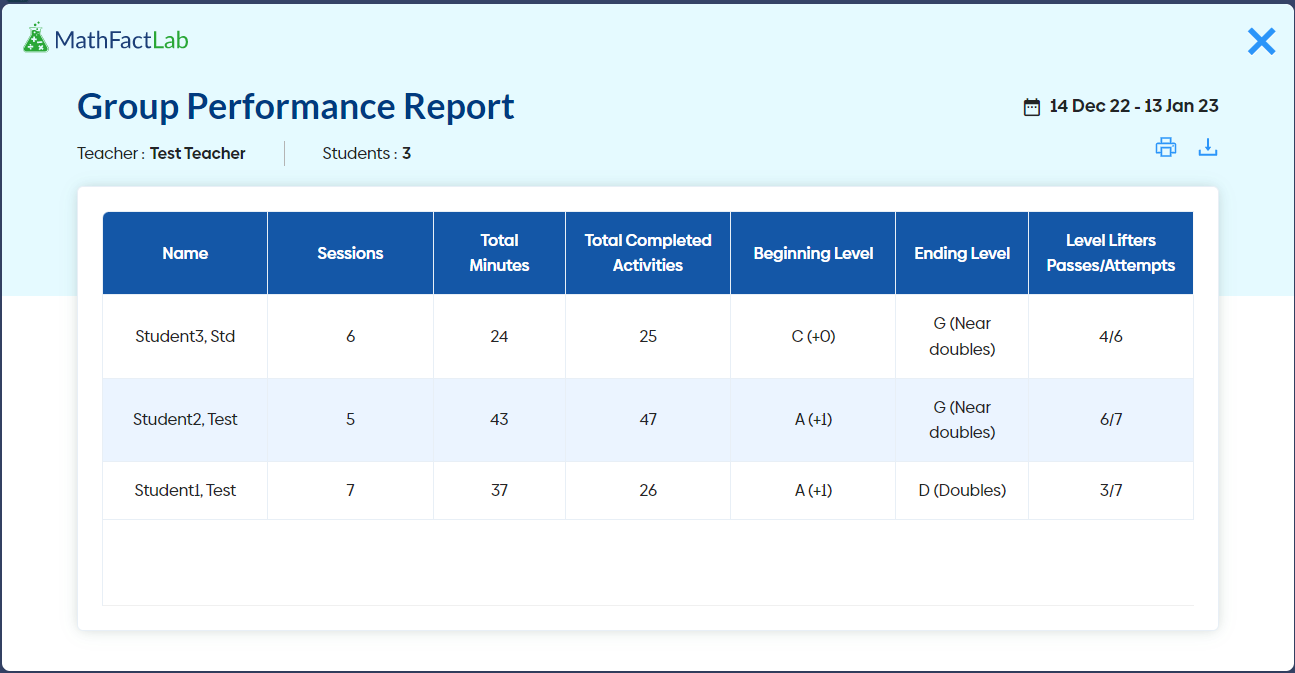 MathFactLab
Group Performance Report
14 Dec 22 - 13 Jan 23
Teacher : Test Teacher
Students : 3
Name
Sessions
Total
Minutes
Total Completed
Activities
Beginning Level
Ending Level
Level Lifters
Passes/Attempts
Student3, Std
6
24
25
C (+0)
G (Near
doubles)
4/6
Student2, Test
5
43
47
A (+1)
G (Near
doubles)
6/7
Student1, Test
7
37
26
A (+1)
D (Doubles)
3/7